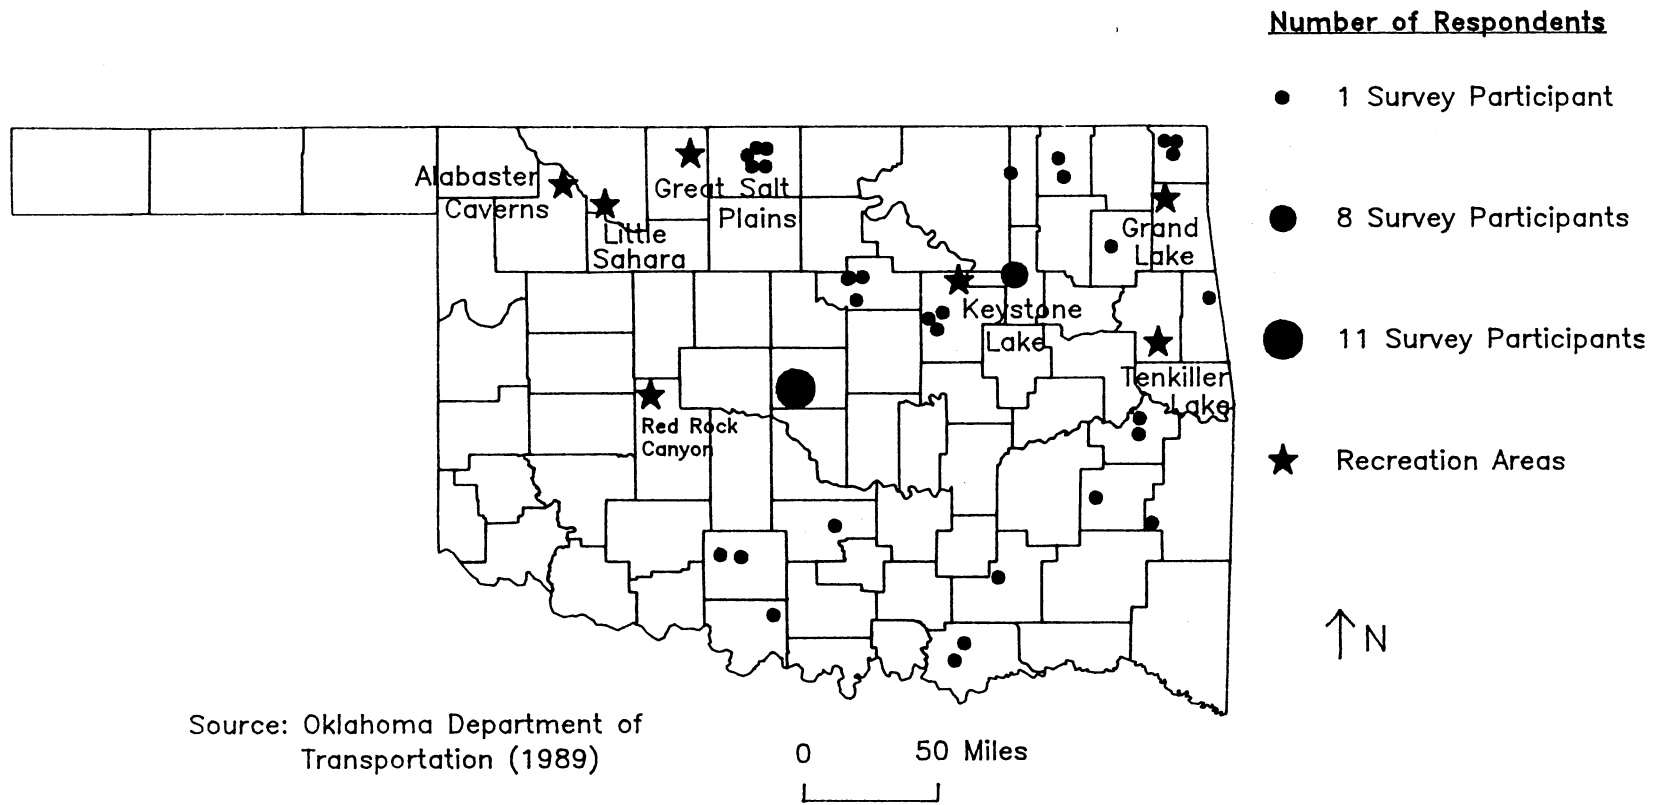 Number of Respondents
1 Survey Participant
8 Survey Participants
11 Survey Participants
Recreation Areas
N
Alabaster
Caverns
Little
Sahara
Great Salt
Plains
Grand
Lake
Keystone
Lake
Tenkiller
Lake
Red Rock
Canyon
Source: Oklahoma Department of
Transportation (1989)
0 50 Miles